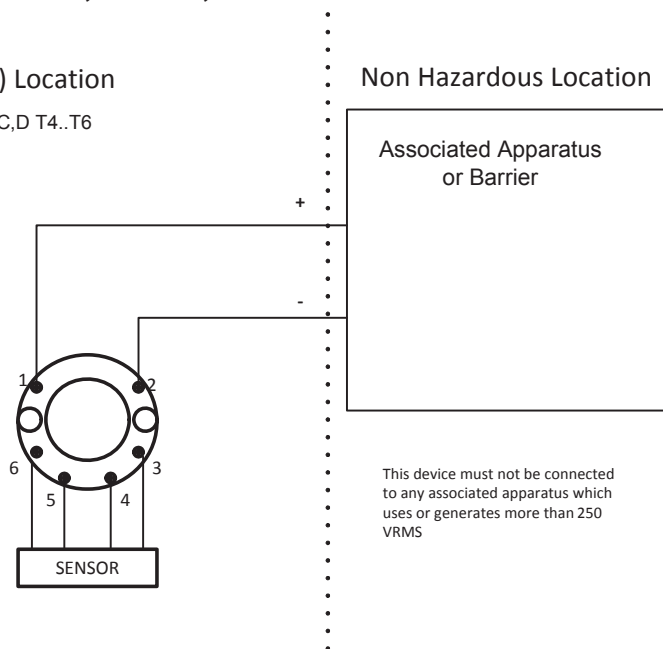 ) Location
C,D T4..T6
Non Hazardous Location
Associated Apparatus
or Barrier
+
-
1
2
6
3
5
4
SENSOR
This device must not be connected
to any associated apparatus which
uses or generates more than 250
VRMS